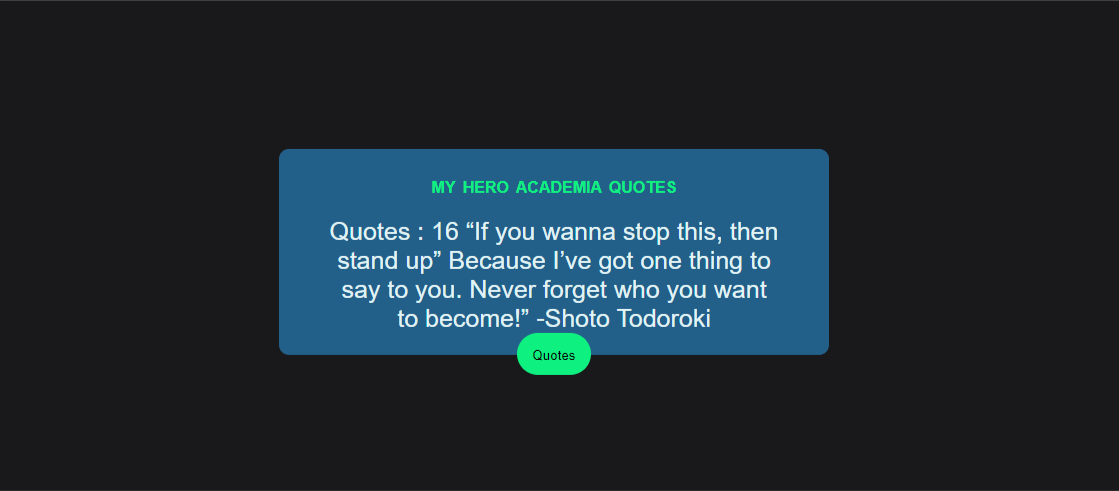 MY HERO ACADEMIA QUOTES
Quotes : 16 “If you wanna stop this, then
stand up” Because I’ve got one thing to
say to you. Never forget who you want
to become!” -Shoto Todoroki
Quotes